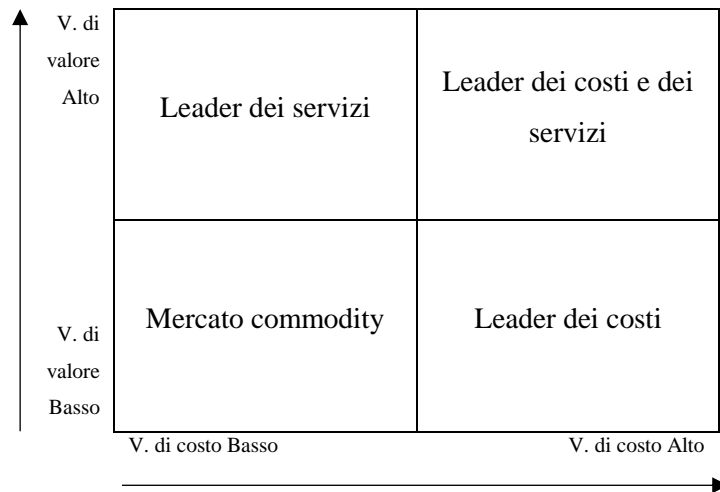 V. di
valore
Alto
Leader dei servizi
Leader dei costi e dei
servizi
Mercato commodity
Leader dei costi
V. di
valore
Basso
V. di costo Basso
V. di costo Alto